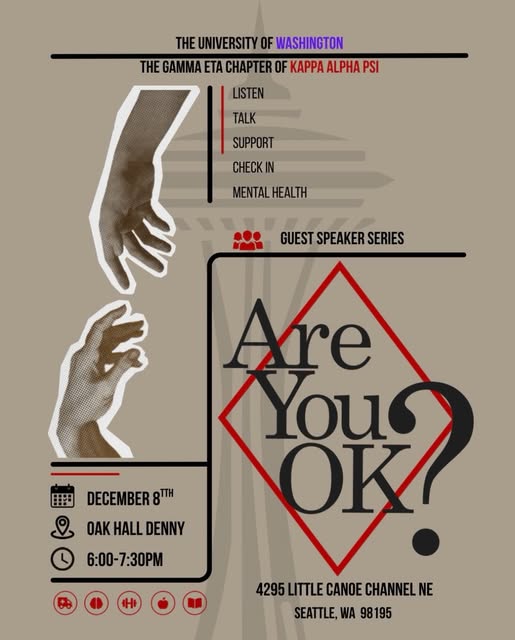 THE UNIVERSITY OF WASHINGTON
THE GAMMA ETA CHAPTER OF KAPPA ALPHA PSI
LISTEN
TALK
SUPPORT
CHECK IN
MENTAL HEALTH
GUEST SPEAKER SERIES
Are
You
OK?
DECEMBER 8TTH
OAK HALL DENNY
6:00-7:30PM
4295 LITTLE CANOE CHANNEL NE
SEATTLE, WA 98195